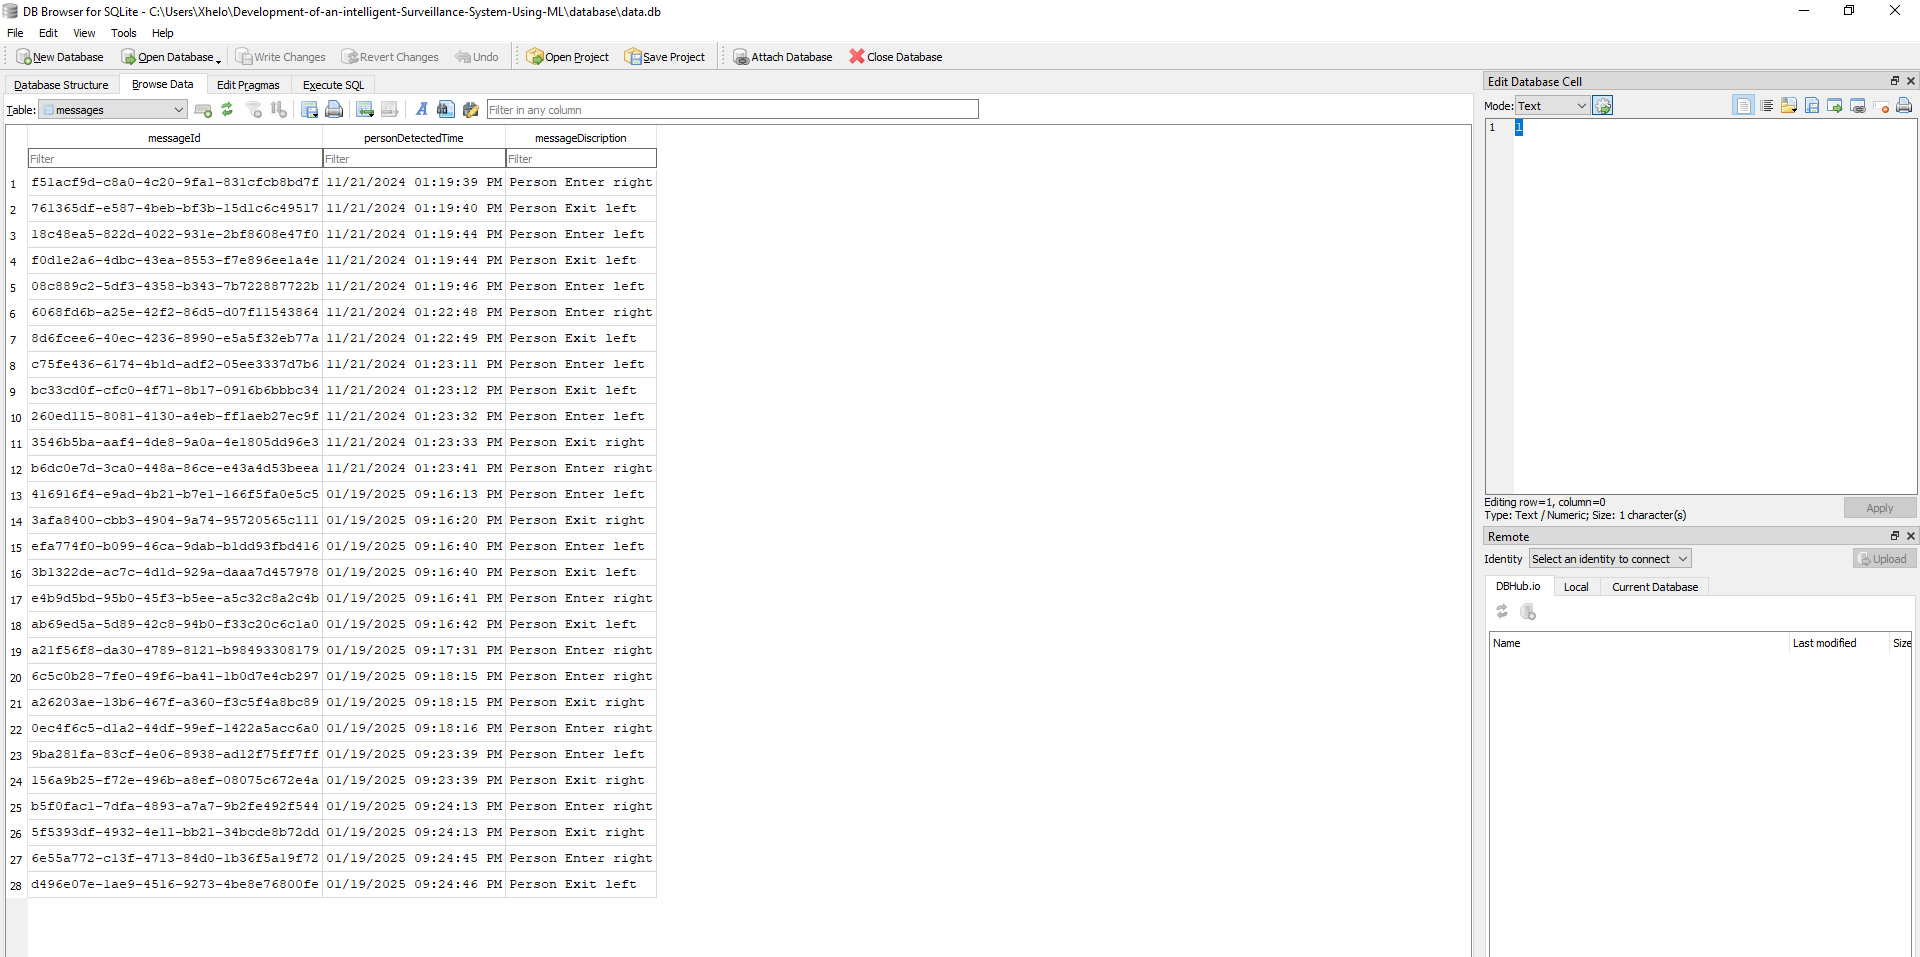 DB Browser for SQLite - C:\Users\Xhelo\Development-of-an-intelligent-Surveillance-System-Using-ML\database\data.db
File Edit View Tools Help
New Database Open Database Write Changes Revert Changes Undo Open Project Save Project Attach Database Close Database
Database Structure Browse Data Edit Pragmas Execute SQL
Table: messages Filter in any column
messageId personDetectedTime messageDiscription
Filter Filter Filter
1 f51acf9d-c8a0-4c20-9fa1-831cfcb8bd7f 11/21/2024 01:19:39 PM Person Enter right
2 761365df-e587-4beb-bf3b-15d1c6c49517 11/21/2024 01:19:40 PM Person Exit left
3 18c48ea5-822d-4022-931e-2bf8608e47f0 11/21/2024 01:19:44 PM Person Enter left
4 f0d1e2a6-4dbc-43ea-8553-f7e896ee1a4e 11/21/2024 01:19:44 PM Person Exit left
5 08c889c2-5df3-4358-b343-7b722887722b 11/21/2024 01:19:46 PM Person Enter left
6 6068fd6b-a25e-42f2-86d5-d07f11543864 11/21/2024 01:22:48 PM Person Enter right
7 8d6fcee6-40ec-4236-8990-e5a5f32eb77a 11/21/2024 01:22:49 PM Person Exit left
8 c75fe436-6174-4b1d-adf2-05ee3337d7b6 11/21/2024 01:23:11 PM Person Enter left
9 bc33cd0f-cfc0-4f71-8b17-0916b6bbbc34 11/21/2024 01:23:12 PM Person Exit left
10 260ed115-8081-4130-a4eb-ff1aeb27ec9f 11/21/2024 01:23:32 PM Person Enter left
11 3546b5ba-aaf4-4de8-9a0a-4e1805dd96e3 11/21/2024 01:23:33 PM Person Exit right
12 b6dc0e7d-3ca0-448a-86ce-e43a4d53beea 11/21/2024 01:23:41 PM Person Enter right
13 416916f4-e9ad-4b21-b7e1-166f5fa0e5c5 01/19/2025 09:16:13 PM Person Enter left
14 3afa8400-cbb3-4904-9a74-95720565c111 01/19/2025 09:16:20 PM Person Exit right
15 efa774f0-b099-46ca-9dab-b1dd93fbd416 01/19/2025 09:16:40 PM Person Enter left
16 3b1322de-ac7c-4d1d-929a-daaa7d457978 01/19/2025 09:16:40 PM Person Exit left
17 e4b9d5bd-95b0-45f3-b5ee-a5c32c8a2c4b 01/19/2025 09:16:41 PM Person Enter right
18 ab69ed5a-5d89-42c8-94b0-f33c20c6c1a0 01/19/2025 09:16:42 PM Person Exit left
19 a21f56f8-da30-4789-8121-b98493308179 01/19/2025 09:17:31 PM Person Enter right
20 6c5c0b28-7fe0-49f6-ba41-1b0d7e4cb297 01/19/2025 09:18:15 PM Person Enter right
21 a26203ae-13b6-467f-a360-f3c5f4a8bc89 01/19/2025 09:18:15 PM Person Exit right
22 0ec4f6c5-d1a2-44df-99ef-1422a5acc6a0 01/19/2025 09:18:16 PM Person Enter right
23 9ba281fa-83cf-4e06-8938-ad12f75ff7ff 01/19/2025 09:23:39 PM Person Enter left
24 156a9b25-f72e-496b-a8ef-08075c672e4a 01/19/2025 09:23:39 PM Person Exit right
25 b5f0fac1-7dfa-4893-a7a7-9b2fe492f544 01/19/2025 09:24:13 PM Person Enter right
26 5f5393df-4932-4e11-bb21-34bcde8b72dd 01/19/2025 09:24:13 PM Person Exit right
27 6e55a772-c13f-4713-84d0-1b36f5a19f72 01/19/2025 09:24:45 PM Person Enter right
28 d496e07e-1ae9-4516-9273-4be8e76800fe 01/19/2025 09:24:46 PM Person Exit left
Edit Database Cell
Mode: Text
1 1
Editing row=1, column=0
Type: Text / Numeric; Size: 1 character(s)
Apply
Remote
Identity Select an identity to connect Upload
DBHub.io Local Current Database
Name Last modified Size